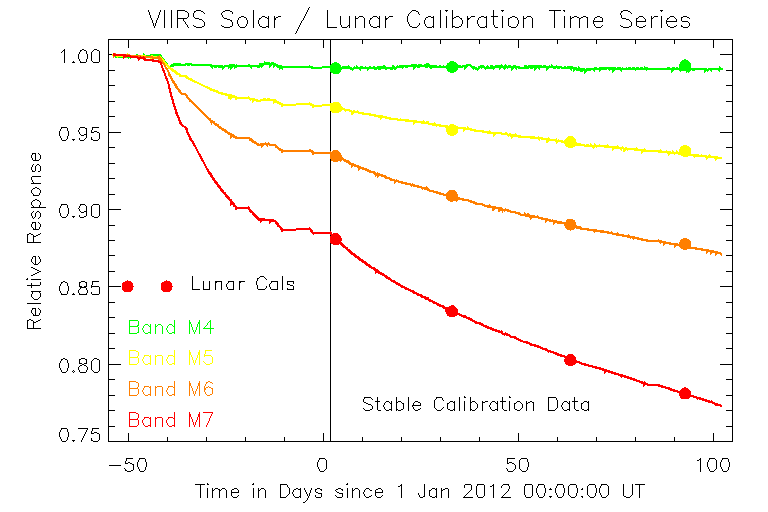 VIIRS Solar / Lunar Calibration Time Series
1.00
0.95
0.90
0.85
0.80
0.75
Relative Response
Lunar Cals
Band M4
Band M5
Band M6
Band M7
Stable Calibration Data
-50 0 50 100
Time in Days since 1 Jan 2012 00:00:00 UT